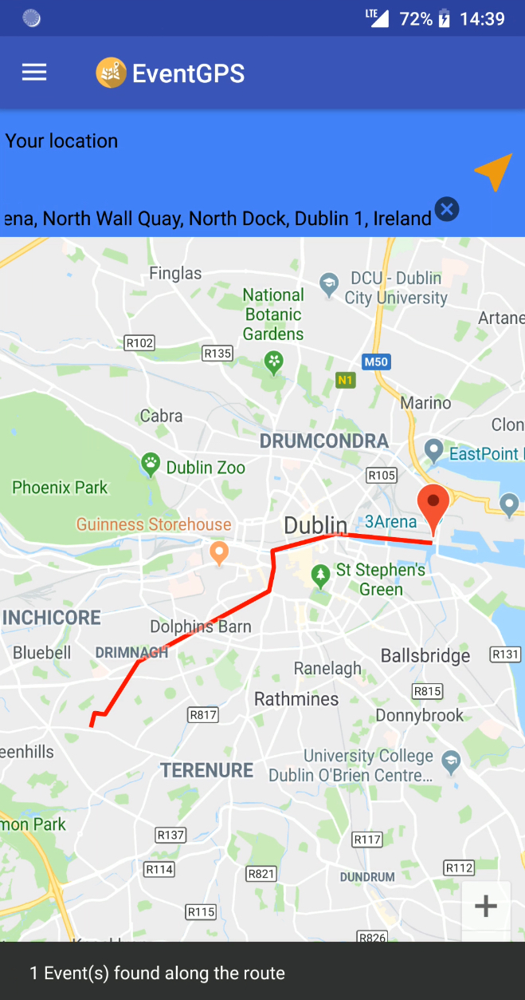 LTE 72% 14:39
EventGPS
Your location
ena, North Wall Quay, North Dock, Dublin 1, Ireland
Finglas
DCU - Dublin
City University
National
Botanic
Gardens
Artane
R102
R135
M50
N1
Marino
Cabra
Clon
DRUMCONDRA
EastPoint
Dublin Zoo
R105
Phoenix Park
Guinness Storehouse
Dublin
3Arena
St Stephen's
Green
INCHICORE
Dolphins Barn
Bluebell
DRIMNAGH
Ballsbridge
R131
Ranelagh
Rathmines
R815
R817
Donnybrook
eenhills
TERENURE
University College
Dublin O'Brien Centre...
mon Park
R137
R117
R114
R821
DUNDRUM
R112
R115
+
R826
1 Event(s) found along the route